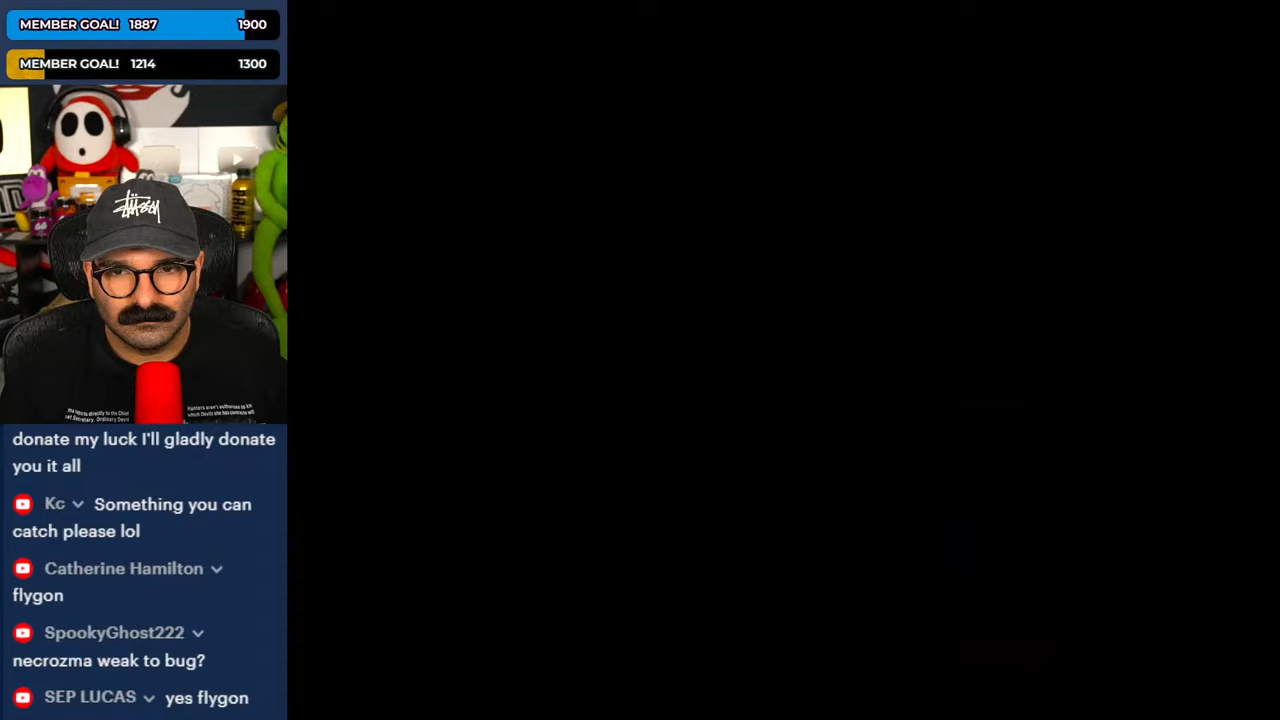 MEMBER GOAL! 1887 1900
MEMBER GOAL! 1214 1300
STÜSSY
donate my luck I'll gladly donate
you it all
Kc Something you can
catch please lol
Catherine Hamilton
flygon
SpookyGhost222
necrozma weak to bug?
SEP LUCAS yes flygon